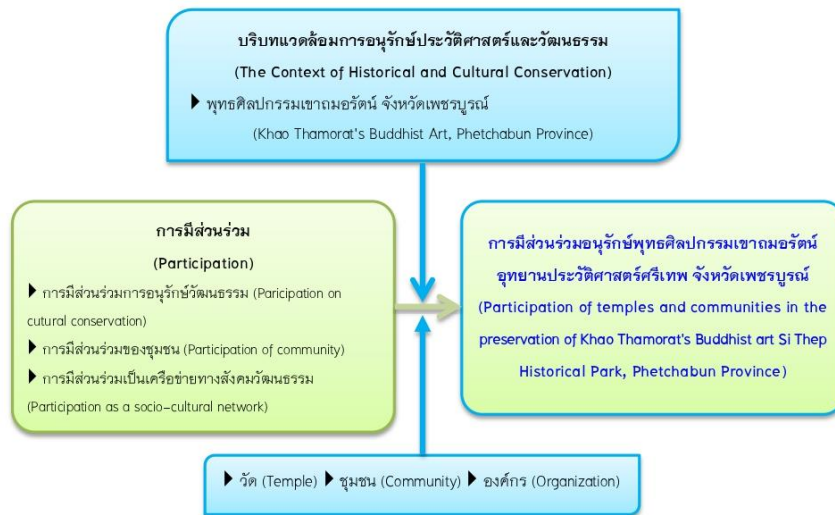 บริบทแวดล้อมการอนุรักษ์ประวัติศาสตร์และวัฒนธรรม
(The Context of Historical and Cultural Conservation)
▶ พุทธศิลปกรรมเขาถมอรัตน์ จังหวัดเพชรบูรณ์
(Khao Thamorat's Buddhist Art, Phetchabun Province)
การมีส่วนร่วม
(Participation)
▶ การมีส่วนร่วมการอนุรักษ์วัฒนธรรม (Paricipation on
cutural conservation)
▶ การมีส่วนร่วมของชุมชน (Participation of community)
▶ การมีส่วนร่วมเป็นเครือข่ายทางสังคมวัฒนธรรม
(Participation as a socio-cultural network)
การมีส่วนร่วมอนุรักษ์พุทธศิลปกรรมเขาถมอรัตน์
อุทยานประวัติศาสตร์ศรีเทพ จังหวัดเพชรบูรณ์
(Participation of temples and communities in the
preservation of Khao Thamorat's Buddhist art Si Thep
Historical Park, Phetchabun Province)
▶ วัด (Temple) ▶ ชุมชน (Community) ▶ องค์กร (Organization)